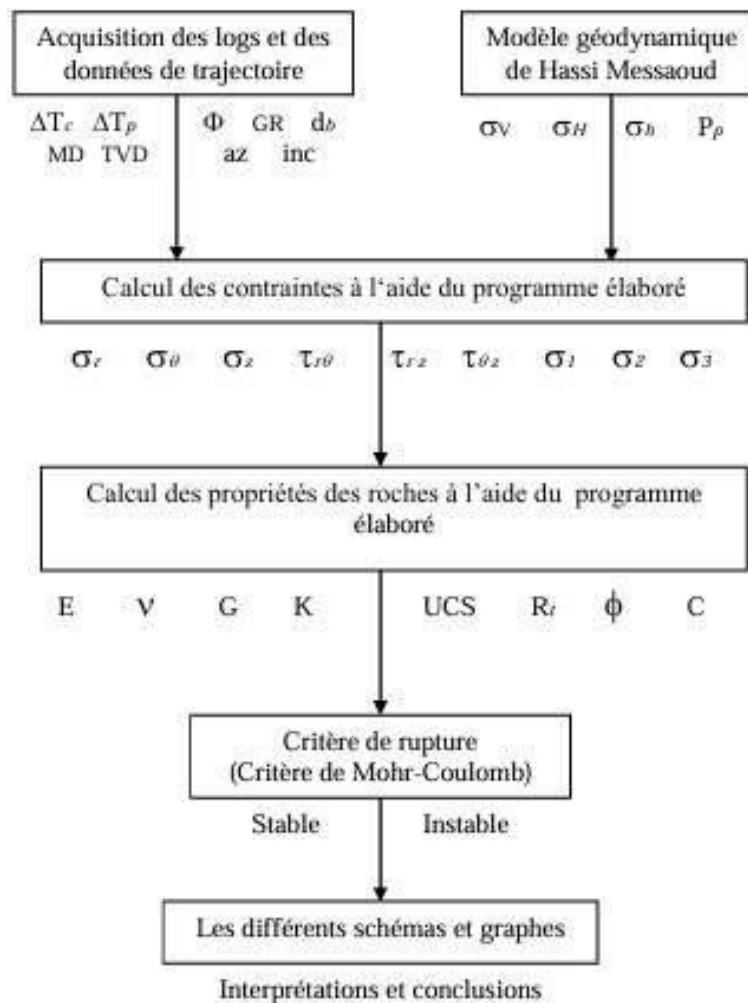 Acquisition des logs et des
données de trajectoire
Modèle géodynamique
de Hassi Messaoud
ΔTc ΔTp Φ GR db
MD TVD az inc
σV σH σh Pp
Calcul des contraintes à l'aide du programme élaboré
σr σθ σz τrθ τrz τθz σ1 σ2 σ3
Calcul des propriétés des roches à l'aide du programme
élaboré
E ν G K UCS Rt ϕ C
Critère de rupture
(Critère de Mohr-Coulomb)
Stable Instable
Les différents schémas et graphes
Interprétations et conclusions